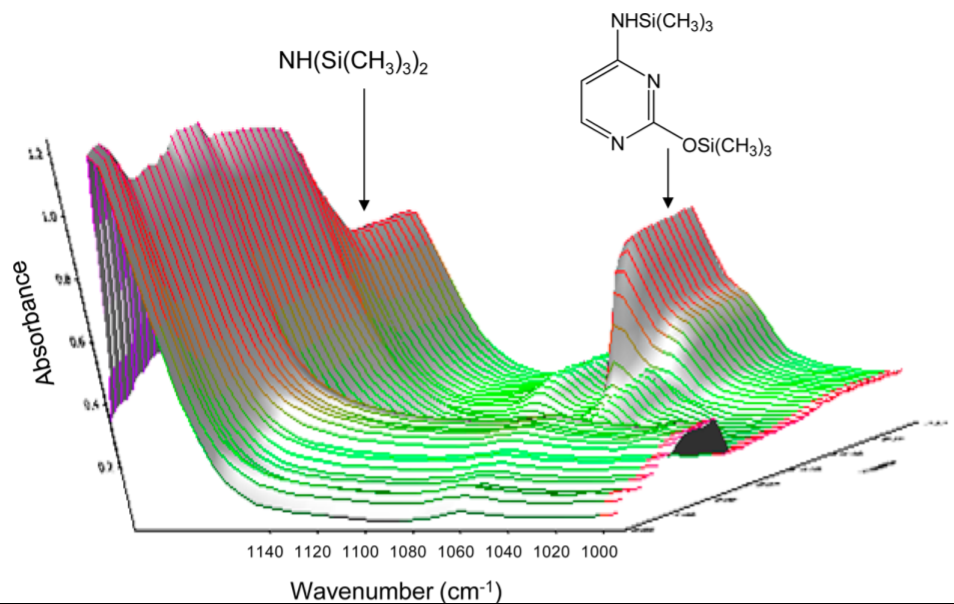 NHSi(CH3)3
NH(Si(CH3)3)2
N
N
OSi(CH3)3
1.2
1.0
0.8
0.6
0.4
0.2
Absorbance
1140 1120 1100 1080 1060 1040 1020 1000
Wavenumber (cm-1)